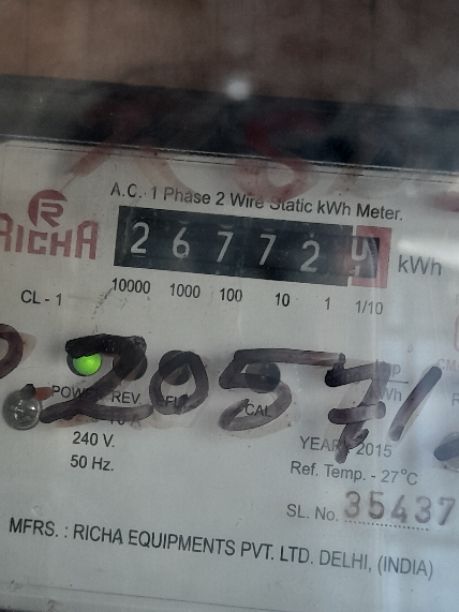 A.C. 1 Phase 2 Wire Static kWh Meter.
RICHA
2 6 7 7 2
kWh
10000 1000 100 10 1 1/10
CL - 1
20571
POWER REV. CAL
240 V.
YEAR 2015
50 Hz.
Ref. Temp. - 27°C
SL. No. 35437
MFRS. : RICHA EQUIPMENTS PVT. LTD. DELHI, (INDIA)